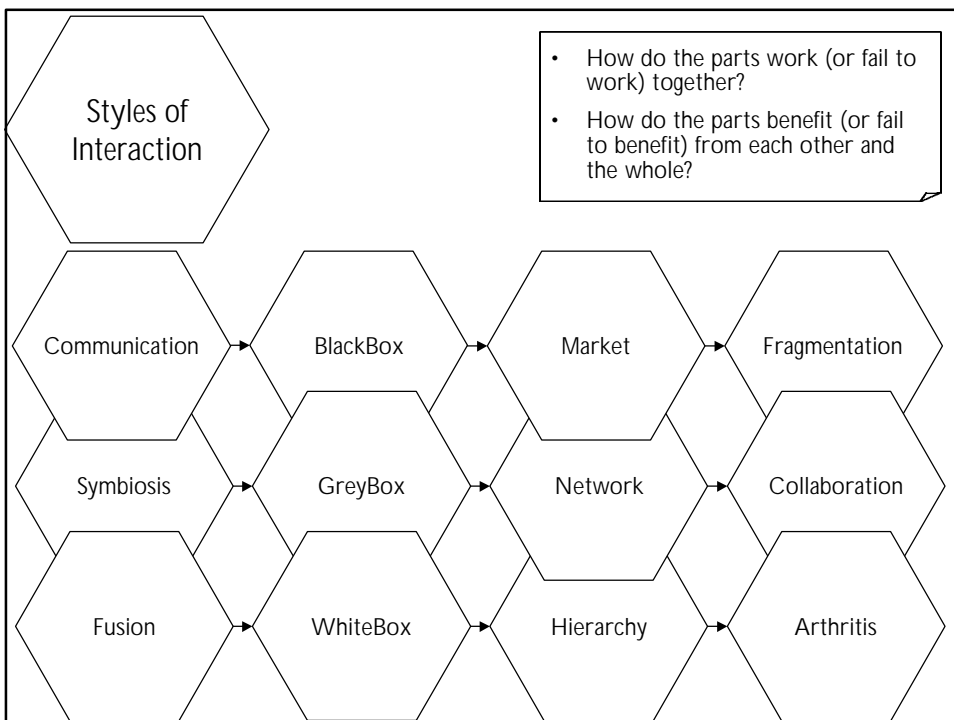 Styles of
Interaction
• How do the parts work (or fail to
work) together?
• How do the parts benefit (or fail
to benefit) from each other and
the whole?
Communication
BlackBox
Market
Fragmentation
Symbiosis
GreyBox
Network
Collaboration
Fusion
WhiteBox
Hierarchy
Arthritis